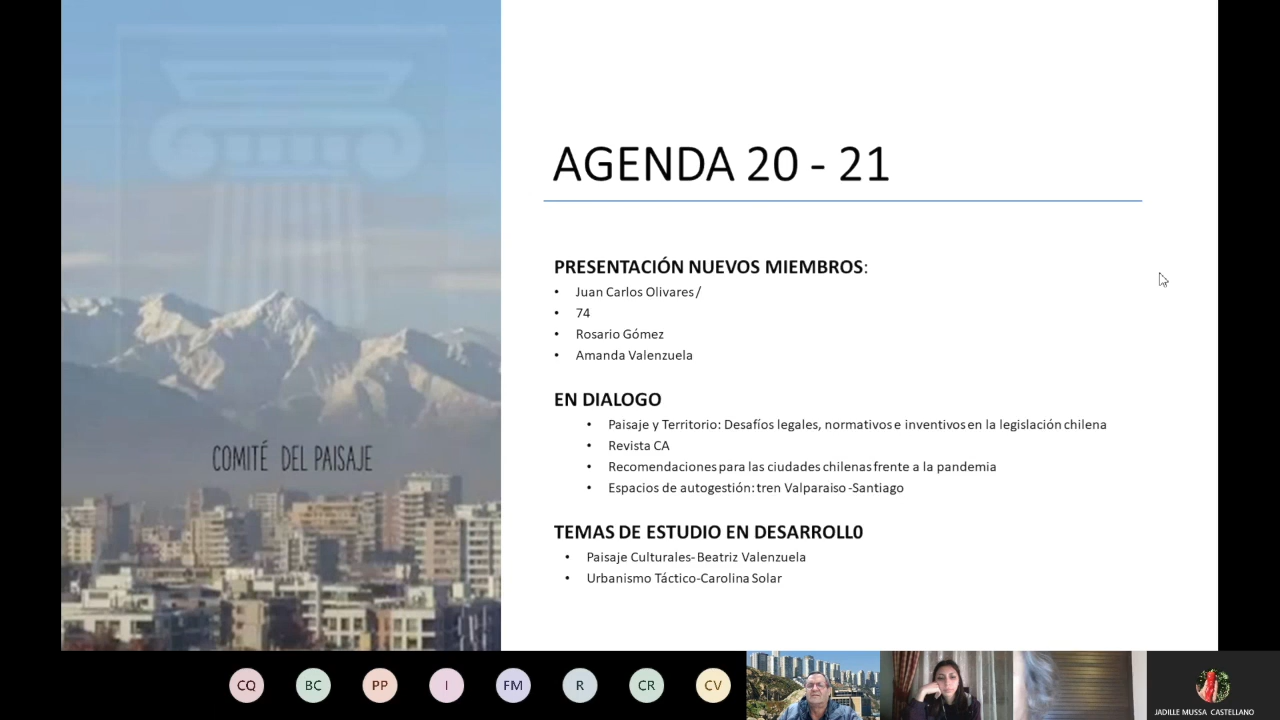 AGENDA 20 - 21
PRESENTACIÓN NUEVOS MIEMBROS:
• Juan Carlos Olivares /
• 74
• Rosario Gómez
• Amanda Valenzuela
EN DIALOGO
• Paisaje y Territorio: Desafíos legales, normativos e inventivos en la legislación chilena
• Revista CA
• Recomendaciones para las ciudades chilenas frente a la pandemia
• Espacios de autogestión: tren Valparaiso -Santiago
TEMAS DE ESTUDIO EN DESARROLL0
• Paisaje Culturales- Beatriz Valenzuela
• Urbanismo Táctico-Carolina Solar
COMITÉ DEL PAISAJE
CQ BC PP I FM R CR CV
JADILLE MUSSA CASTELLANO